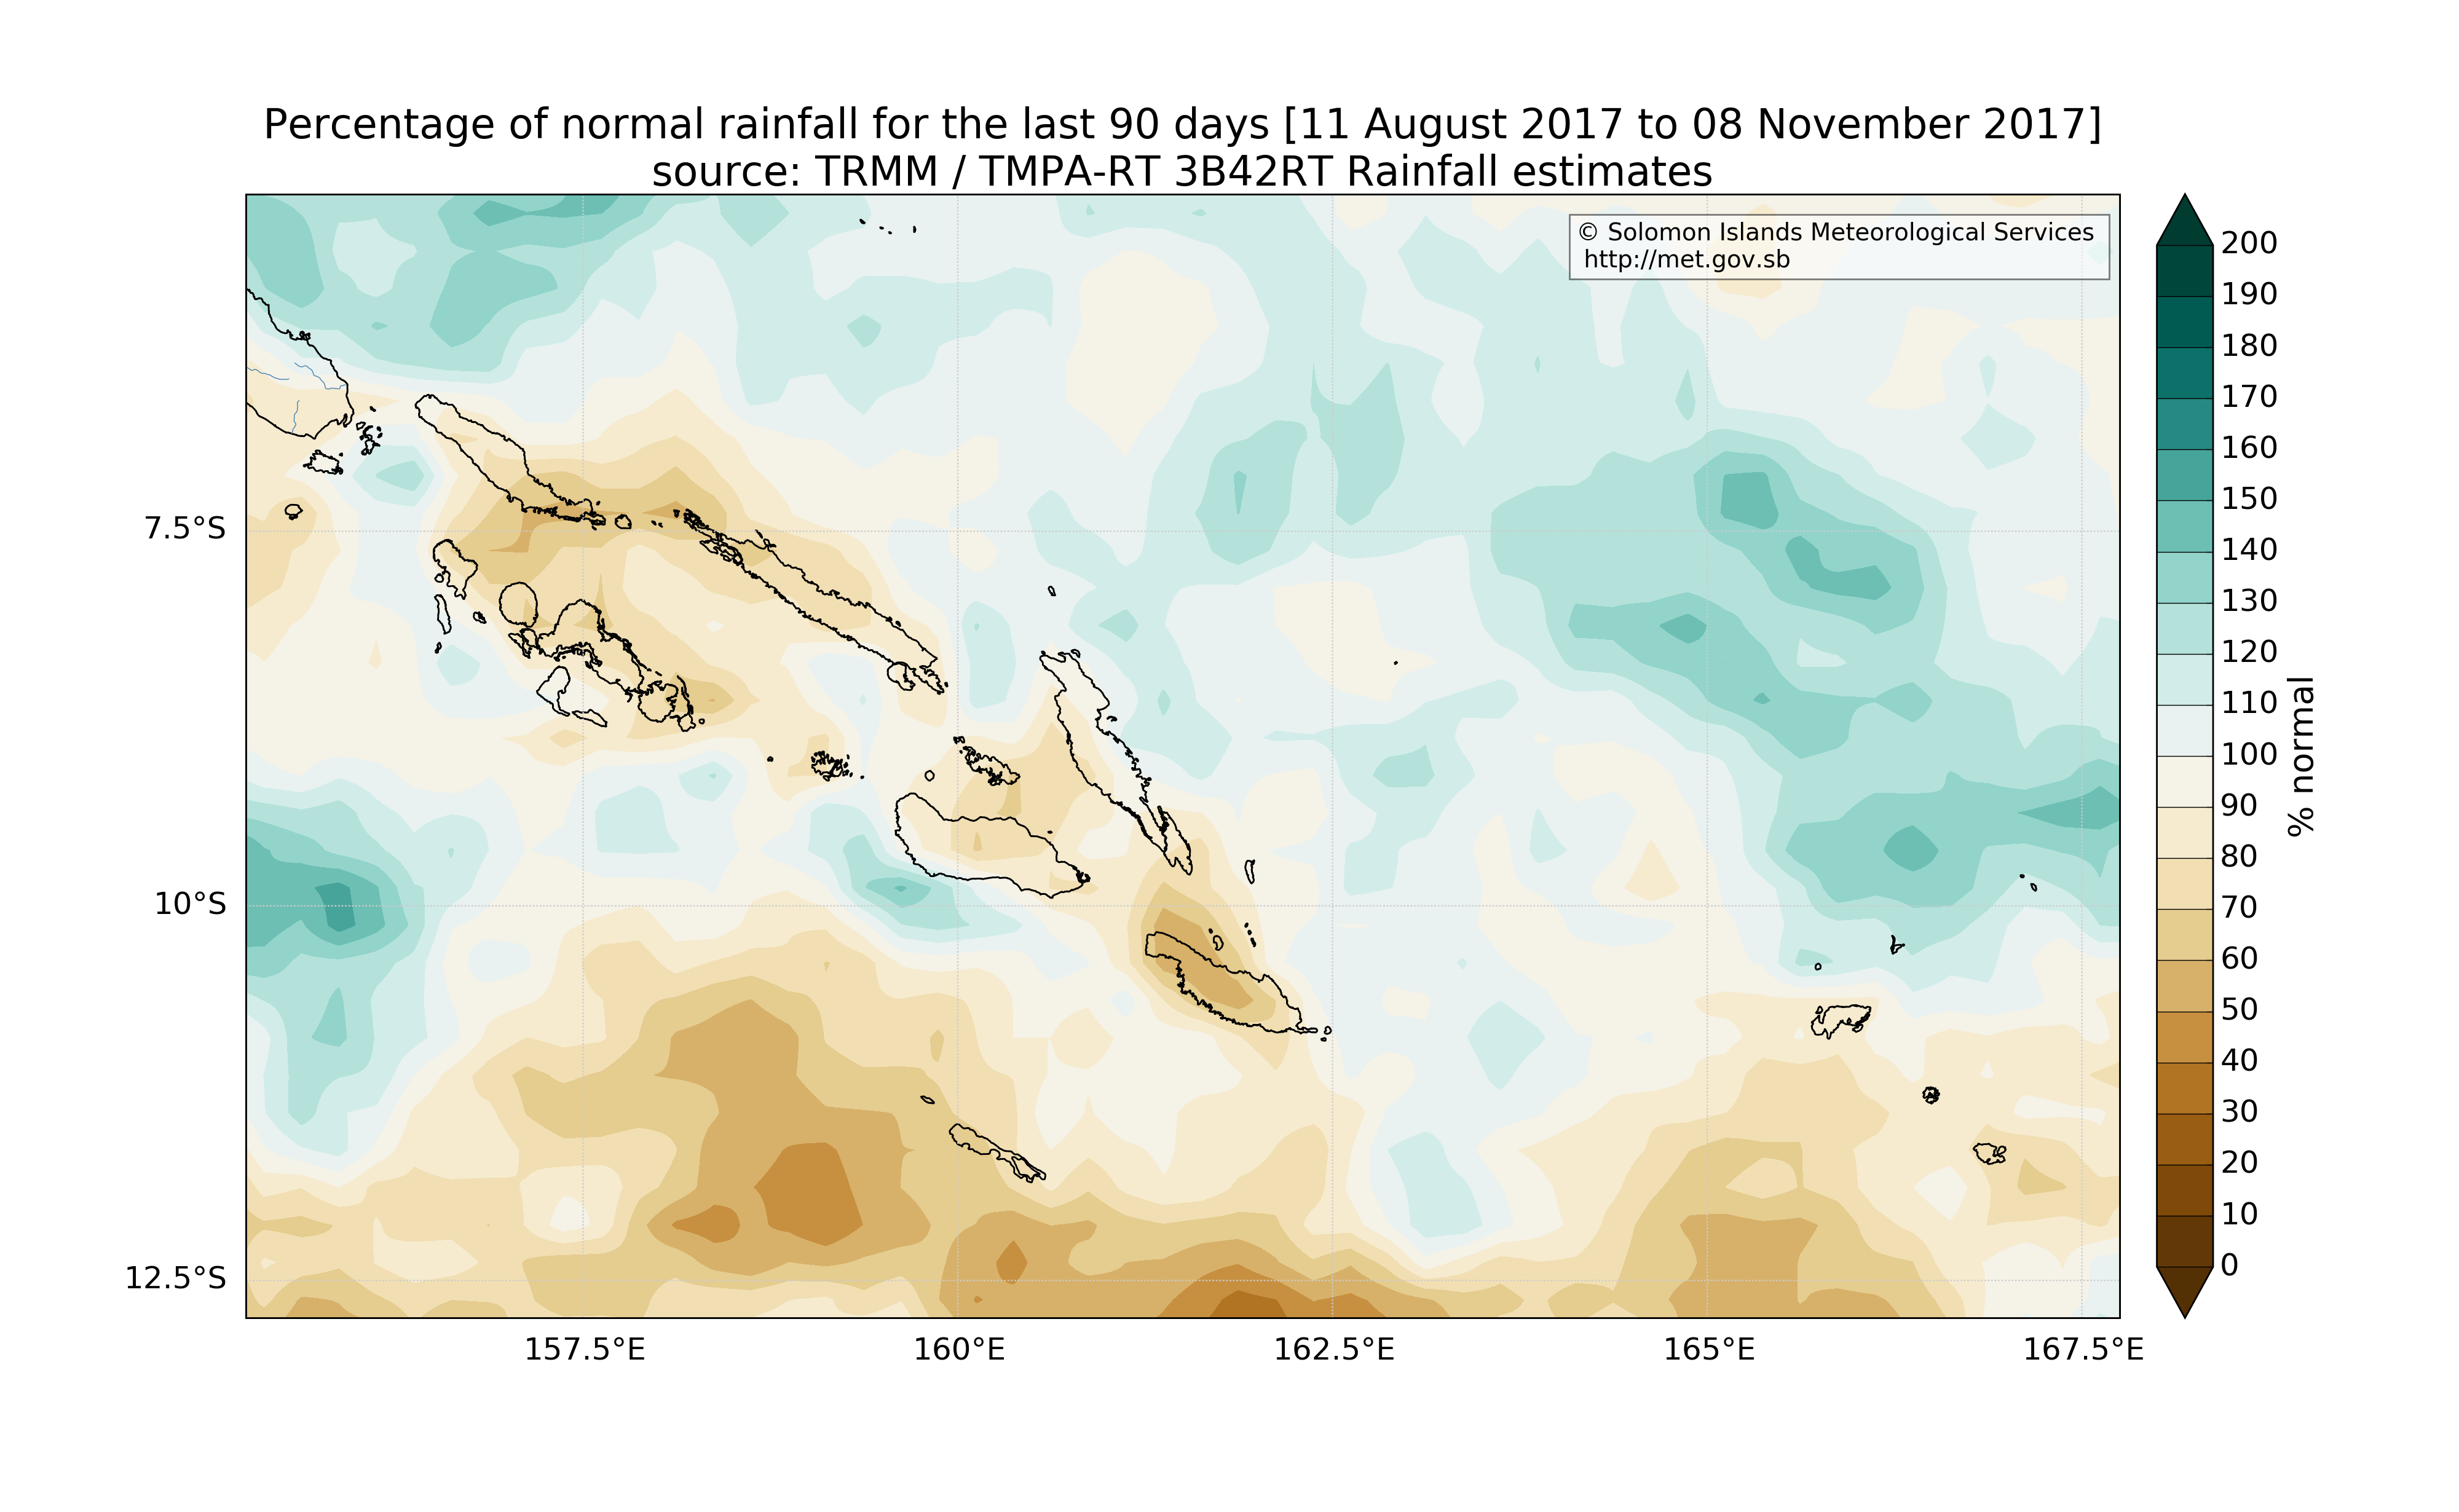 Percentage of normal rainfall for the last 90 days [11 August 2017 to 08 November 2017]
source: TRMM / TMPA-RT 3B42RT Rainfall estimates
© Solomon Islands Meteorological Services
http://met.gov.sb
7.5°S
10°S
12.5°S
157.5°E
160°E
162.5°E
165°E
167.5°E
200
190
180
170
160
150
140
130
120
110
100
90
80
70
60
50
40
30
20
10
0
% normal